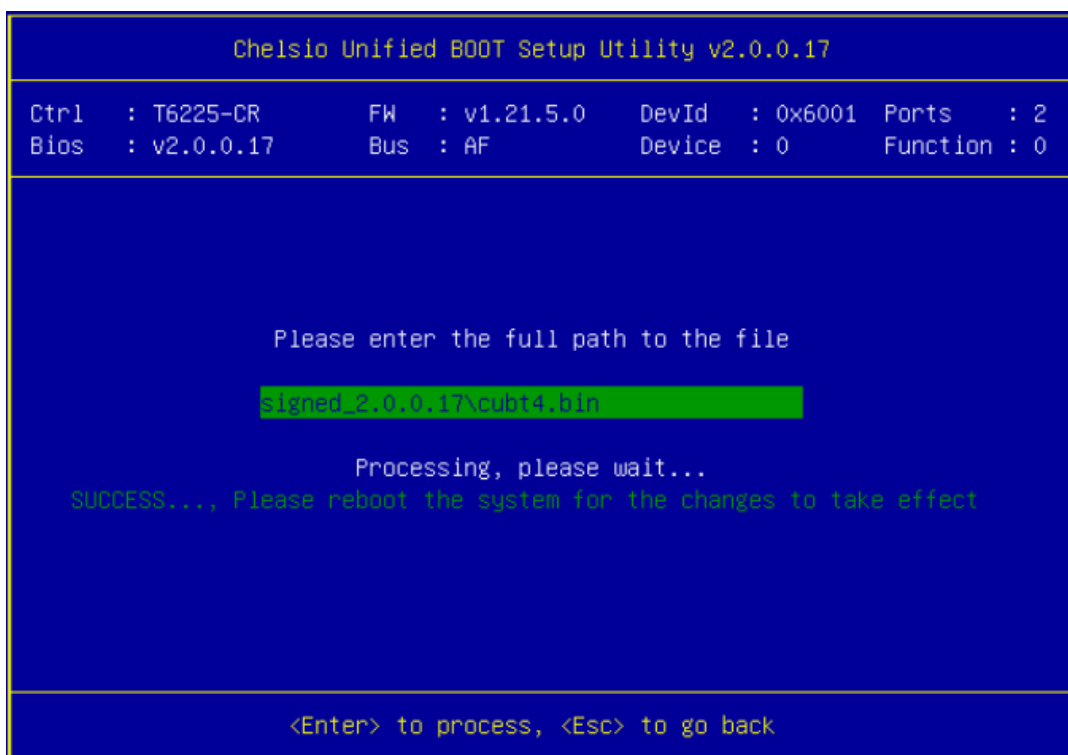 Chelsio Unified BOOT Setup Utility v2.0.0.17
Ctrl : T6225-CR FW : v1.21.5.0 DevId : 0x6001 Ports : 2
Bios : v2.0.0.17 Bus : AF Device : 0 Function : 0
Please enter the full path to the file
signed_2.0.0.17\cubt4.bin
Processing, please wait...
SUCCESS..., Please reboot the system for the changes to take effect
<Enter> to process, <Esc> to go back